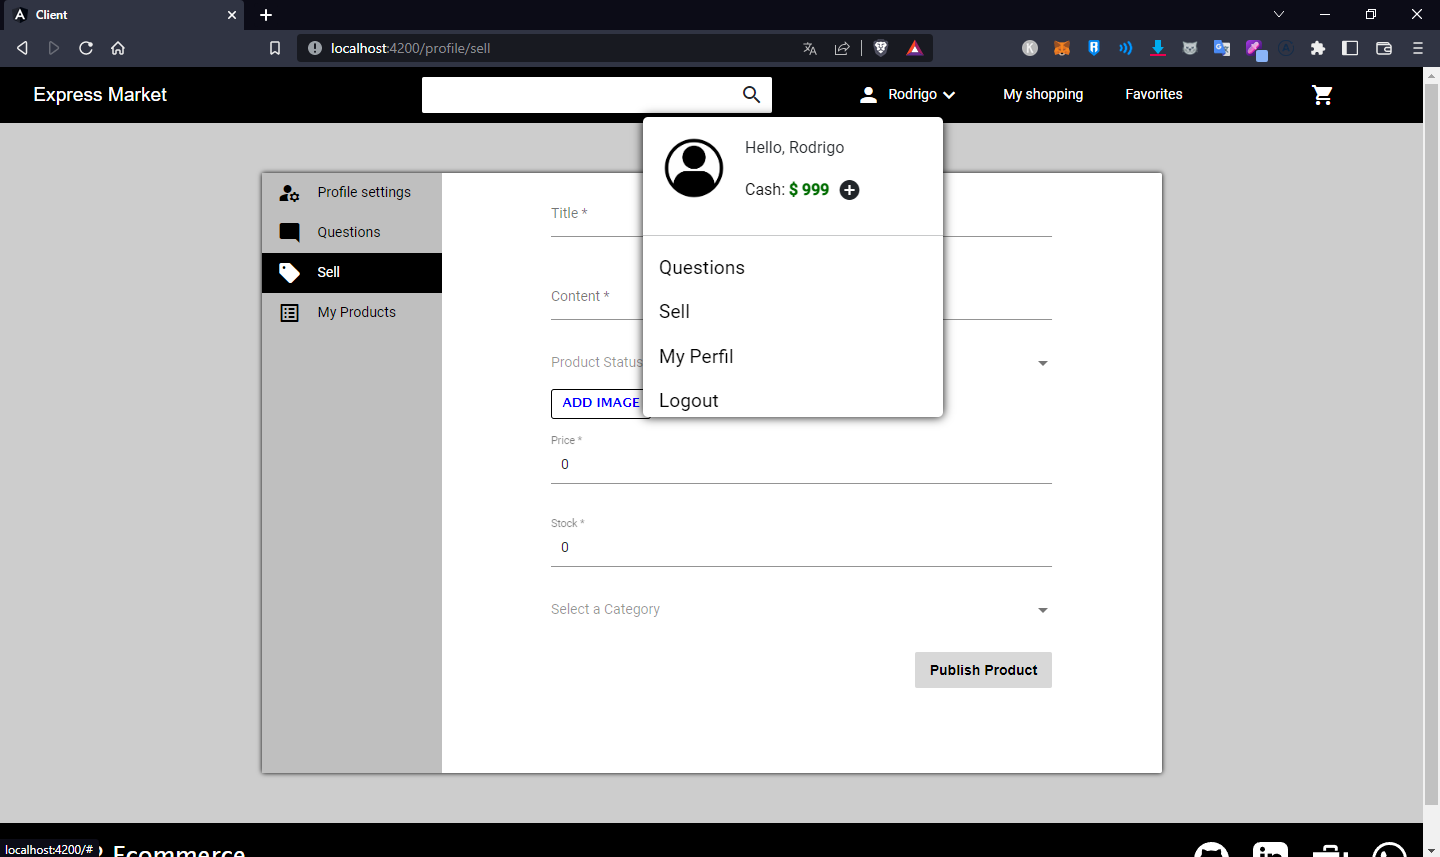 Client
localhost:4200/profile/sell
Express Market
Rodrigo
My shopping
Favorites
Hello, Rodrigo
Cash: $ 999
Questions
Sell
My Perfil
Logout
Profile settings
Questions
Sell
My Products
Title *
Content *
Product Status
ADD IMAGE
Price *
0
Stock *
0
Select a Category
Publish Product
localhost:4200/#
Ecommerce